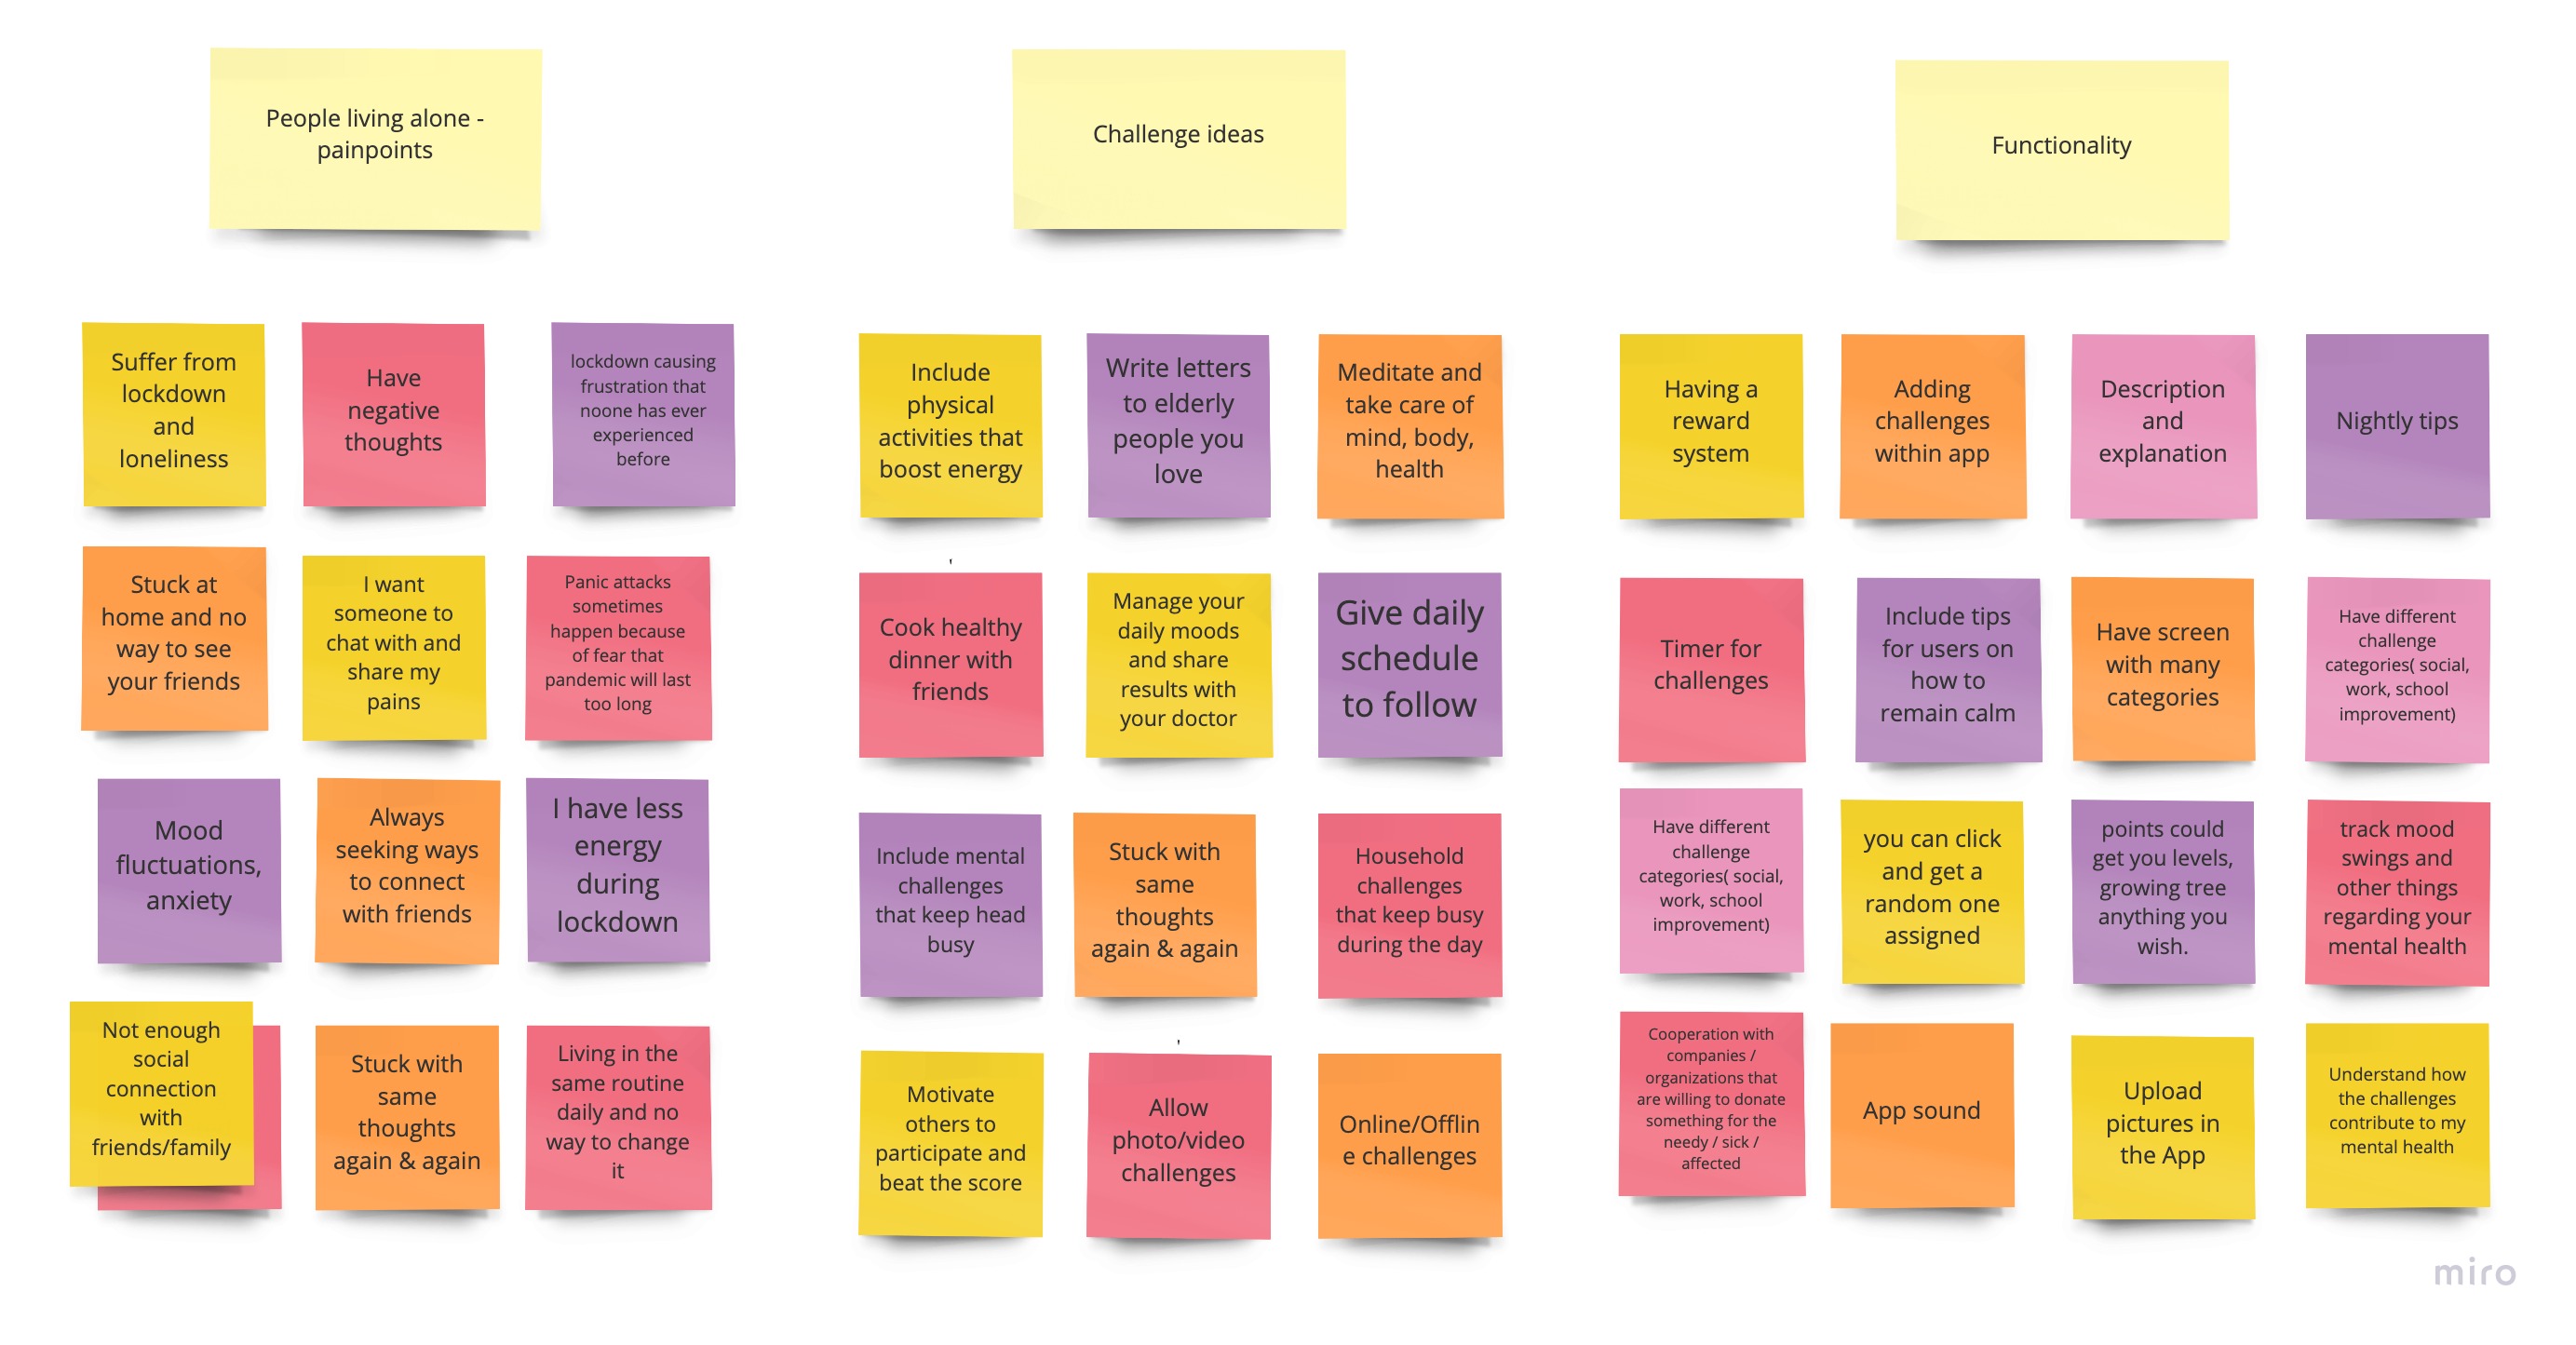 People living alone -
painpoints
Challenge ideas
Functionality
Suffer from
lockdown
and
loneliness
Have
negative
thoughts
lockdown causing
frustration that
noone has ever
experienced
before
Stuck at
home and no
way to see
your friends
I want
someone to
chat with and
share my
pains
Panic attacks
sometimes
happen because
of fear that
pandemic will last
too long
Mood
fluctuations,
anxiety
Always
seeking ways
to connect
with friends
I have less
energy
during
lockdown
Not enough
social
connection
with
friends/family
Stuck with
same
thoughts
again & again
Living in the
same routine
daily and no
way to change
it
Include
physical
activities that
boost energy
Write letters
to elderly
people you
love
Meditate and
take care of
mind, body,
health
'
Cook healthy
dinner with
friends
Manage your
daily moods
and share
results with
your doctor
Give daily
schedule
to follow
Include mental
challenges
that keep head
busy
Stuck with
same
thoughts
again & again
Household
challenges
that keep busy
during the day
'
Motivate
others to
participate and
beat the score
Allow
photo/video
challenges
Online/Offlin
e challenges
Having a
reward
system
Adding
challenges
within app
Description
and
explanation
Nightly tips
Timer for
challenges
Include tips
for users on
how to
remain calm
Have screen
with many
categories
Have different
challenge
categories( social,
work, school
improvement)
Have different
challenge
categories( social,
work, school
improvement)
you can click
and get a
random one
assigned
points could
get you levels,
growing tree
anything you
wish.
track mood
swings and
other things
regarding your
mental health
Cooperation with
companies /
organizations that
are willing to donate
something for the
needy / sick /
affected
App sound
Upload
pictures in
the App
Understand how
the challenges
contribute to my
mental health
miro